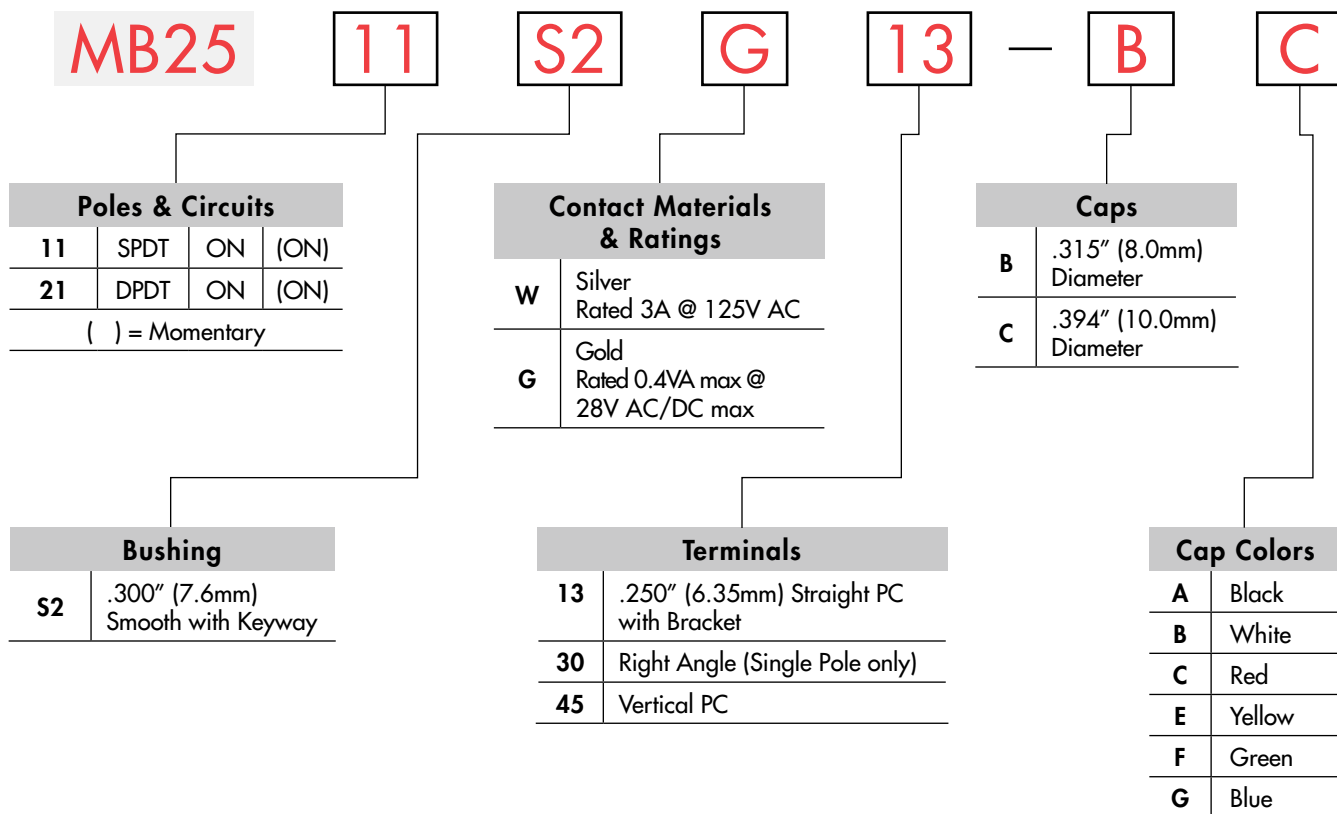 MB25 11 S2 G 13 — B C
Poles & Circuits
11 SPDT ON (ON)
21 DPDT ON (ON)
( ) = Momentary
Contact Materials
& Ratings
W Silver
Rated 3A @ 125V AC
G Gold
Rated 0.4VA max @
28V AC/DC max
Caps
B .315" (8.0mm)
Diameter
C .394" (10.0mm)
Diameter
Bushing
S2 .300" (7.6mm)
Smooth with Keyway
Terminals
13 .250" (6.35mm) Straight PC
with Bracket
30 Right Angle (Single Pole only)
45 Vertical PC
Cap Colors
A Black
B White
C Red
E Yellow
F Green
G Blue